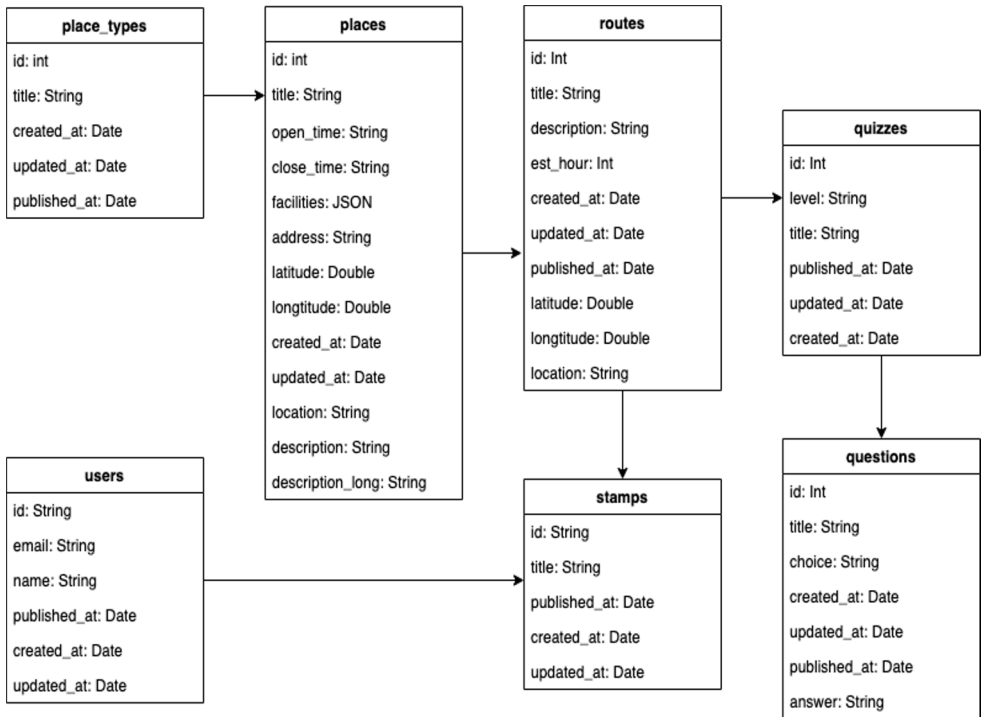 place_types
id: int
title: String
created_at: Date
updated_at: Date
published_at: Date
places
id: int
title: String
open_time: String
close_time: String
facilities: JSON
address: String
latitude: Double
longtitude: Double
created_at: Date
updated_at: Date
location: String
description: String
description_long: String
routes
id: Int
title: String
description: String
est_hour: Int
created_at: Date
updated_at: Date
published_at: Date
latitude: Double
longtitude: Double
location: String
quizzes
id: Int
level: String
title: String
published_at: Date
updated_at: Date
created_at: Date
users
id: String
email: String
name: String
published_at: Date
created_at: Date
updated_at: Date
stamps
id: String
title: String
published_at: Date
created_at: Date
updated_at: Date
questions
id: Int
title: String
choice: String
created_at: Date
updated_at: Date
published_at: Date
answer: String